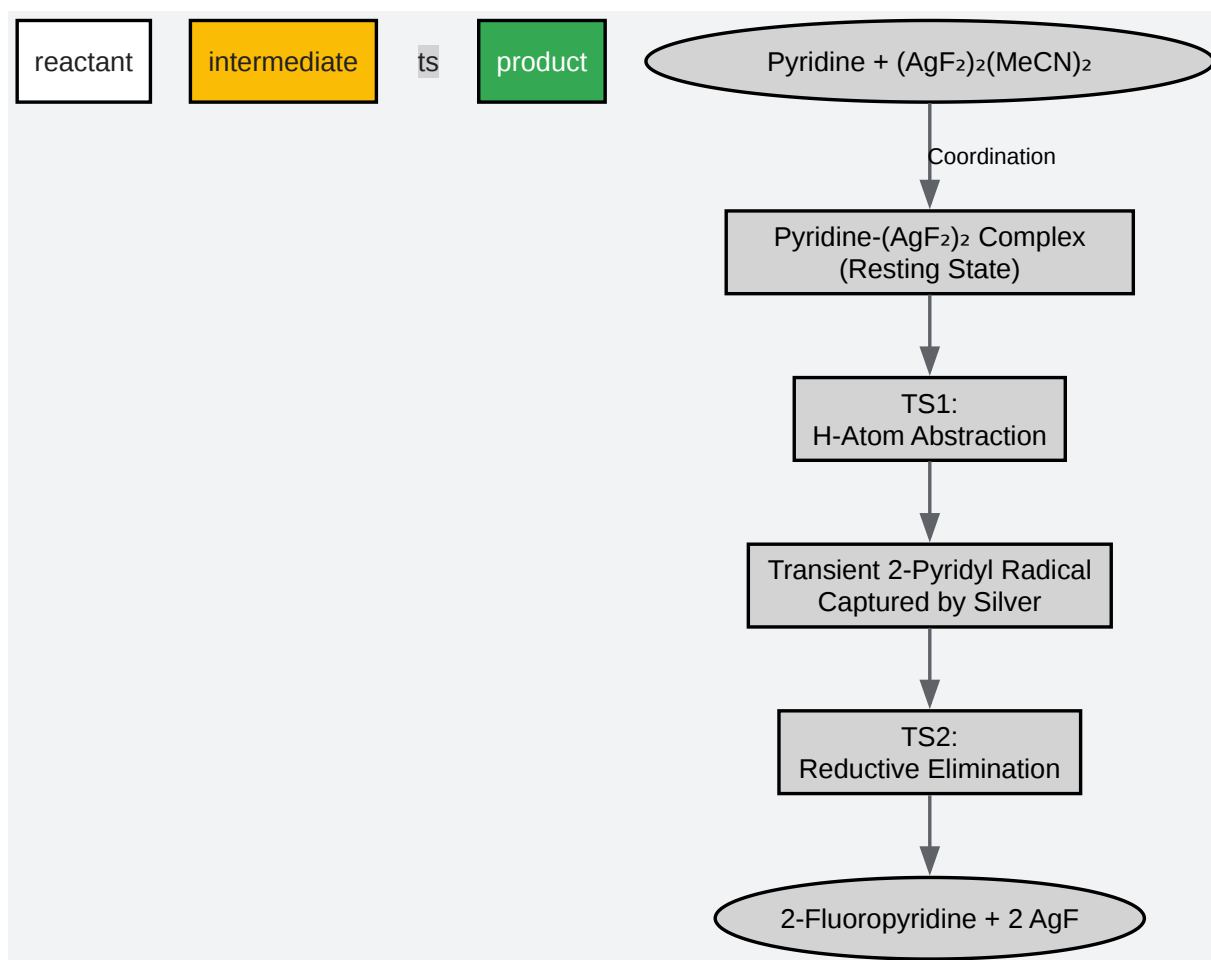 reactant
intermediate
ts
product
Pyridine + (AgF₂)₂(MeCN)₂
Coordination
Pyridine-(AgF₂)₂ Complex
(Resting State)
TS1:
H-Atom Abstraction
Transient 2-Pyridyl Radical
Captured by Silver
TS2:
Reductive Elimination
2-Fluoropyridine + 2 AgF